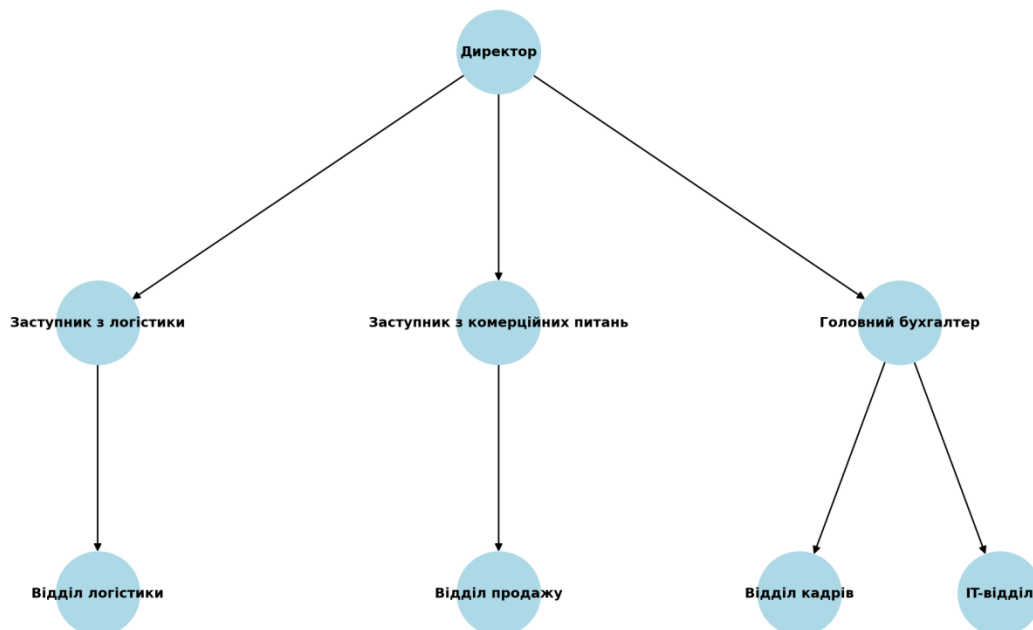 Директор
Заступник з логістики
Заступник з комерційних питань
Головний бухгалтер
Відділ логістики
Відділ продажу
Відділ кадрів
ІТ-відділ